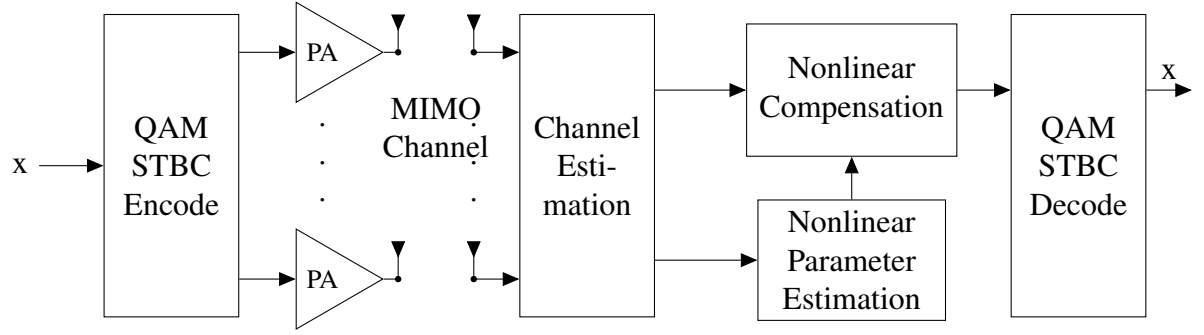 x
QAM
STBC
Encode
PA
PA
MIMO
Channel
Channel
Esti-
mation
Nonlinear
Compensation
Nonlinear
Parameter
Estimation
QAM
STBC
Decode
x